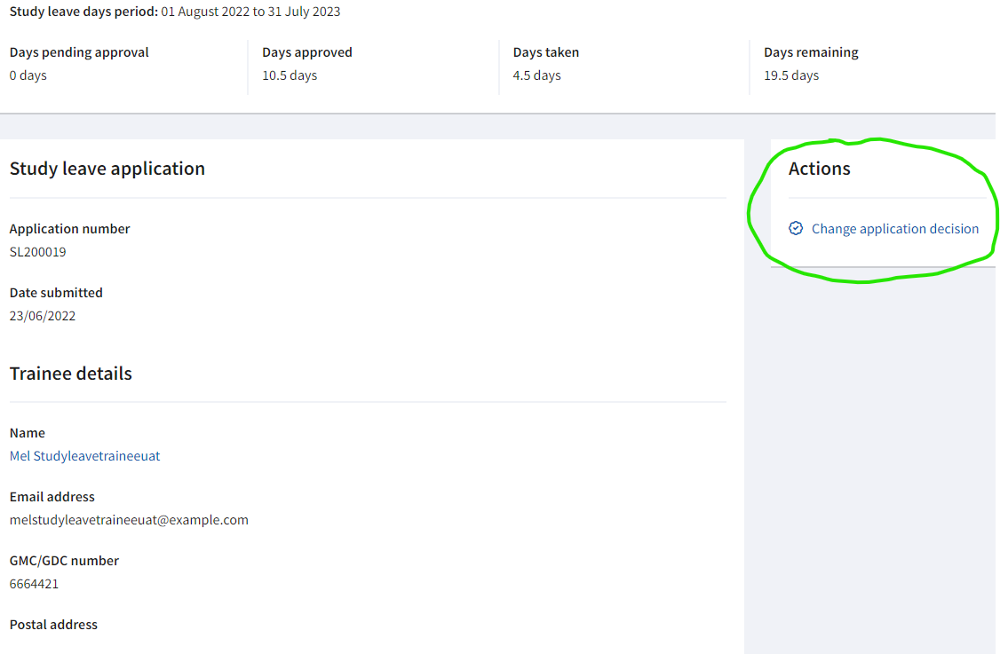 Study leave days period: 01 August 2022 to 31 July 2023
Days pending approval
0 days
Days approved
10.5 days
Days taken
4.5 days
Days remaining
19.5 days
Study leave application
Application number
SL200019
Date submitted
23/06/2022
Trainee details
Name
Mel Studyleavetraineeuat
Email address
melstudyleavetraineeuat@example.com
GMC/GDC number
6664421
Postal address
Actions
Change application decision